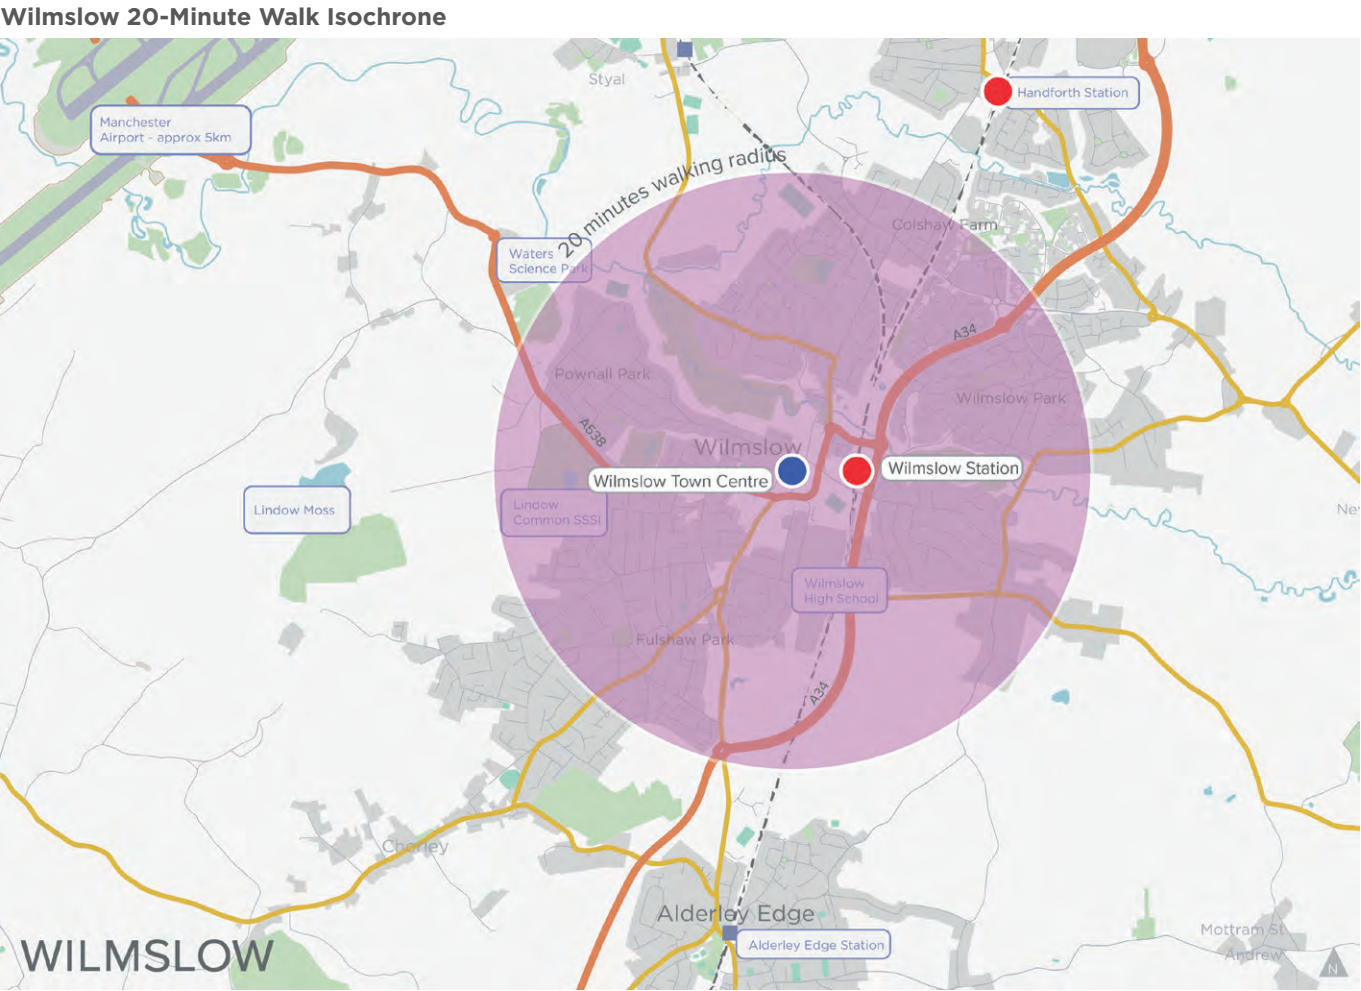 Wilmslow 20-Minute Walk Isochrone
Styal
Handforth Station
Manchester
Airport - approx 5km
20 minutes walking radius
Colshaw Farm
Waters
Science Park
A34
Pownall Park
Wilmslow Park
A538
Wilmslow
Wilmslow Town Centre
Wilmslow Station
Lindow Moss
Lindow
Common SSSI
Ne
Wilmslow
High School
Fulshaw Park
A34
Chorley
Alderley Edge
Alderley Edge Station
Mottram St
Andrew
WILMSLOW
N